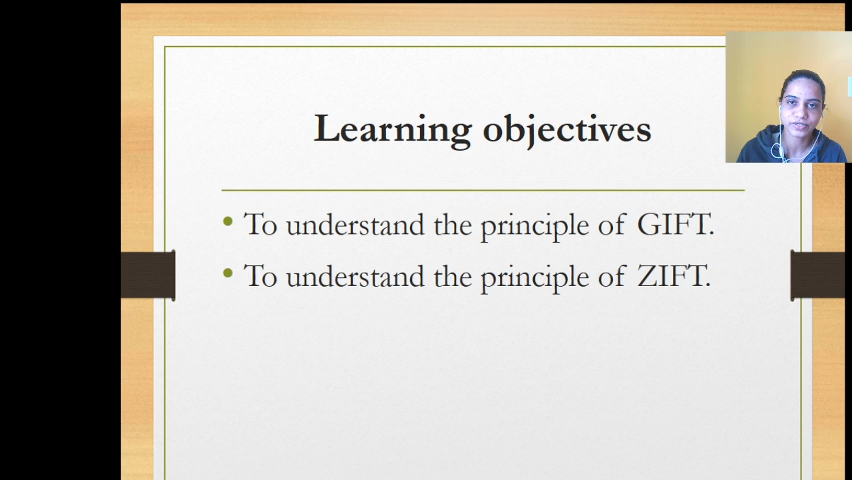 Learning objectives
• To understand the principle of GIFT.
• To understand the principle of ZIFT.